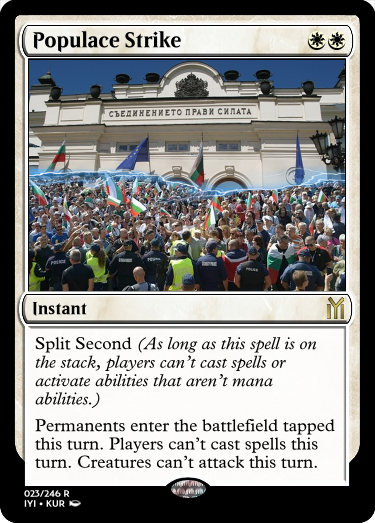 Populace Strike
СЪЕДИНЕНИЕТО ПРАВИ СИЛАТА
POLICE
Instant
Split Second (As long as this spell is on
the stack, players can't cast spells or
activate abilities that aren't mana
abilities.)
Permanents enter the battlefield tapped
this turn. Players can't cast spells this
turn. Creatures can't attack this turn.
023/246 R
IYI • KUR